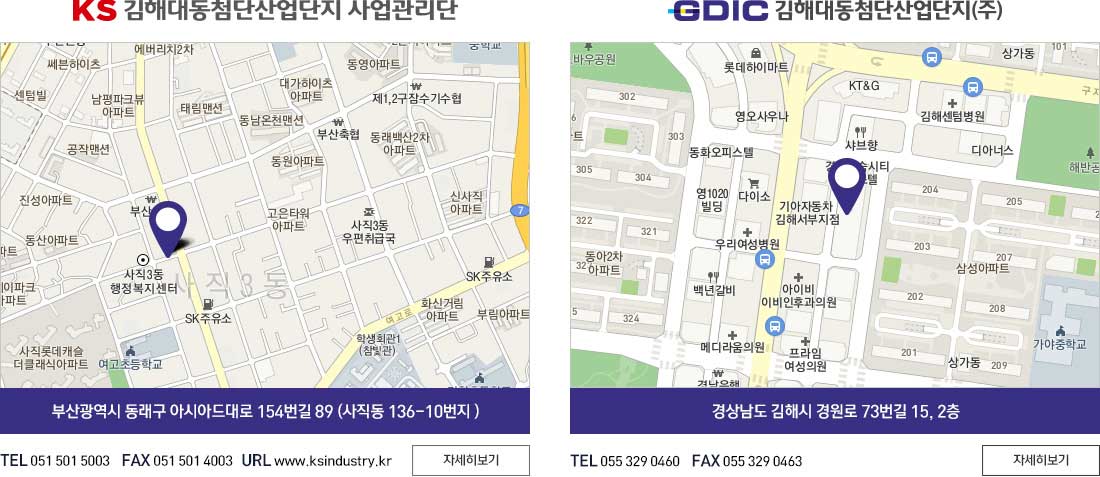 KS 김해대동첨단산업단지 사업관리단
에버리치2차
쎄븐하이츠
중학교
동영아파트
센텀빌
남평파크뷰
아파트
대가하이츠
아파트
태림맨션
제1,2구잠수기수협
동남온천맨션
부산축협
동래백산2차
아파트
공작맨션
동원아파트
진성아파트
부산
고은타워
아파트
사직3동
우편취급국
신사직
아파트
7
동산아파트
사직3동
행정복지센터
사직3동
SK주유소
SK주유소
화신거림
아파트
부림아파트
여고로
학생회관1
(참빛관)
사직롯데캐슬
더클래식아파트
여고초등학교
부산광역시 동래구 아시아드대로 154번길 89 (사직동 136-10번지 )
TEL 051 501 5003 FAX 051 501 4003 URL www.ksindustry.kr
자세히보기
GDIC 김해대동첨단산업단지(주)
바우공원
롯데하이마트
상가동
KT&G
구지
302
영오사우나
김해센텀병원
303
샤브향
305
동화오피스텔
디아너스
해반
305
304
영1020
빌딩
다이소
기아자동차
김해서부지점
204
205
322
321
우리여성병원
203
206
동아2차
아파트
삼성아파트
백년갈비
아이비
이비인후과의원
202
207
325
324
208
메디라움의원
프라임
여성의원
201
209
상가동
가야중학교
경남은행
경상남도 김해시 경원로 73번길 15, 2층
TEL 055 329 0460 FAX 055 329 0463
자세히보기